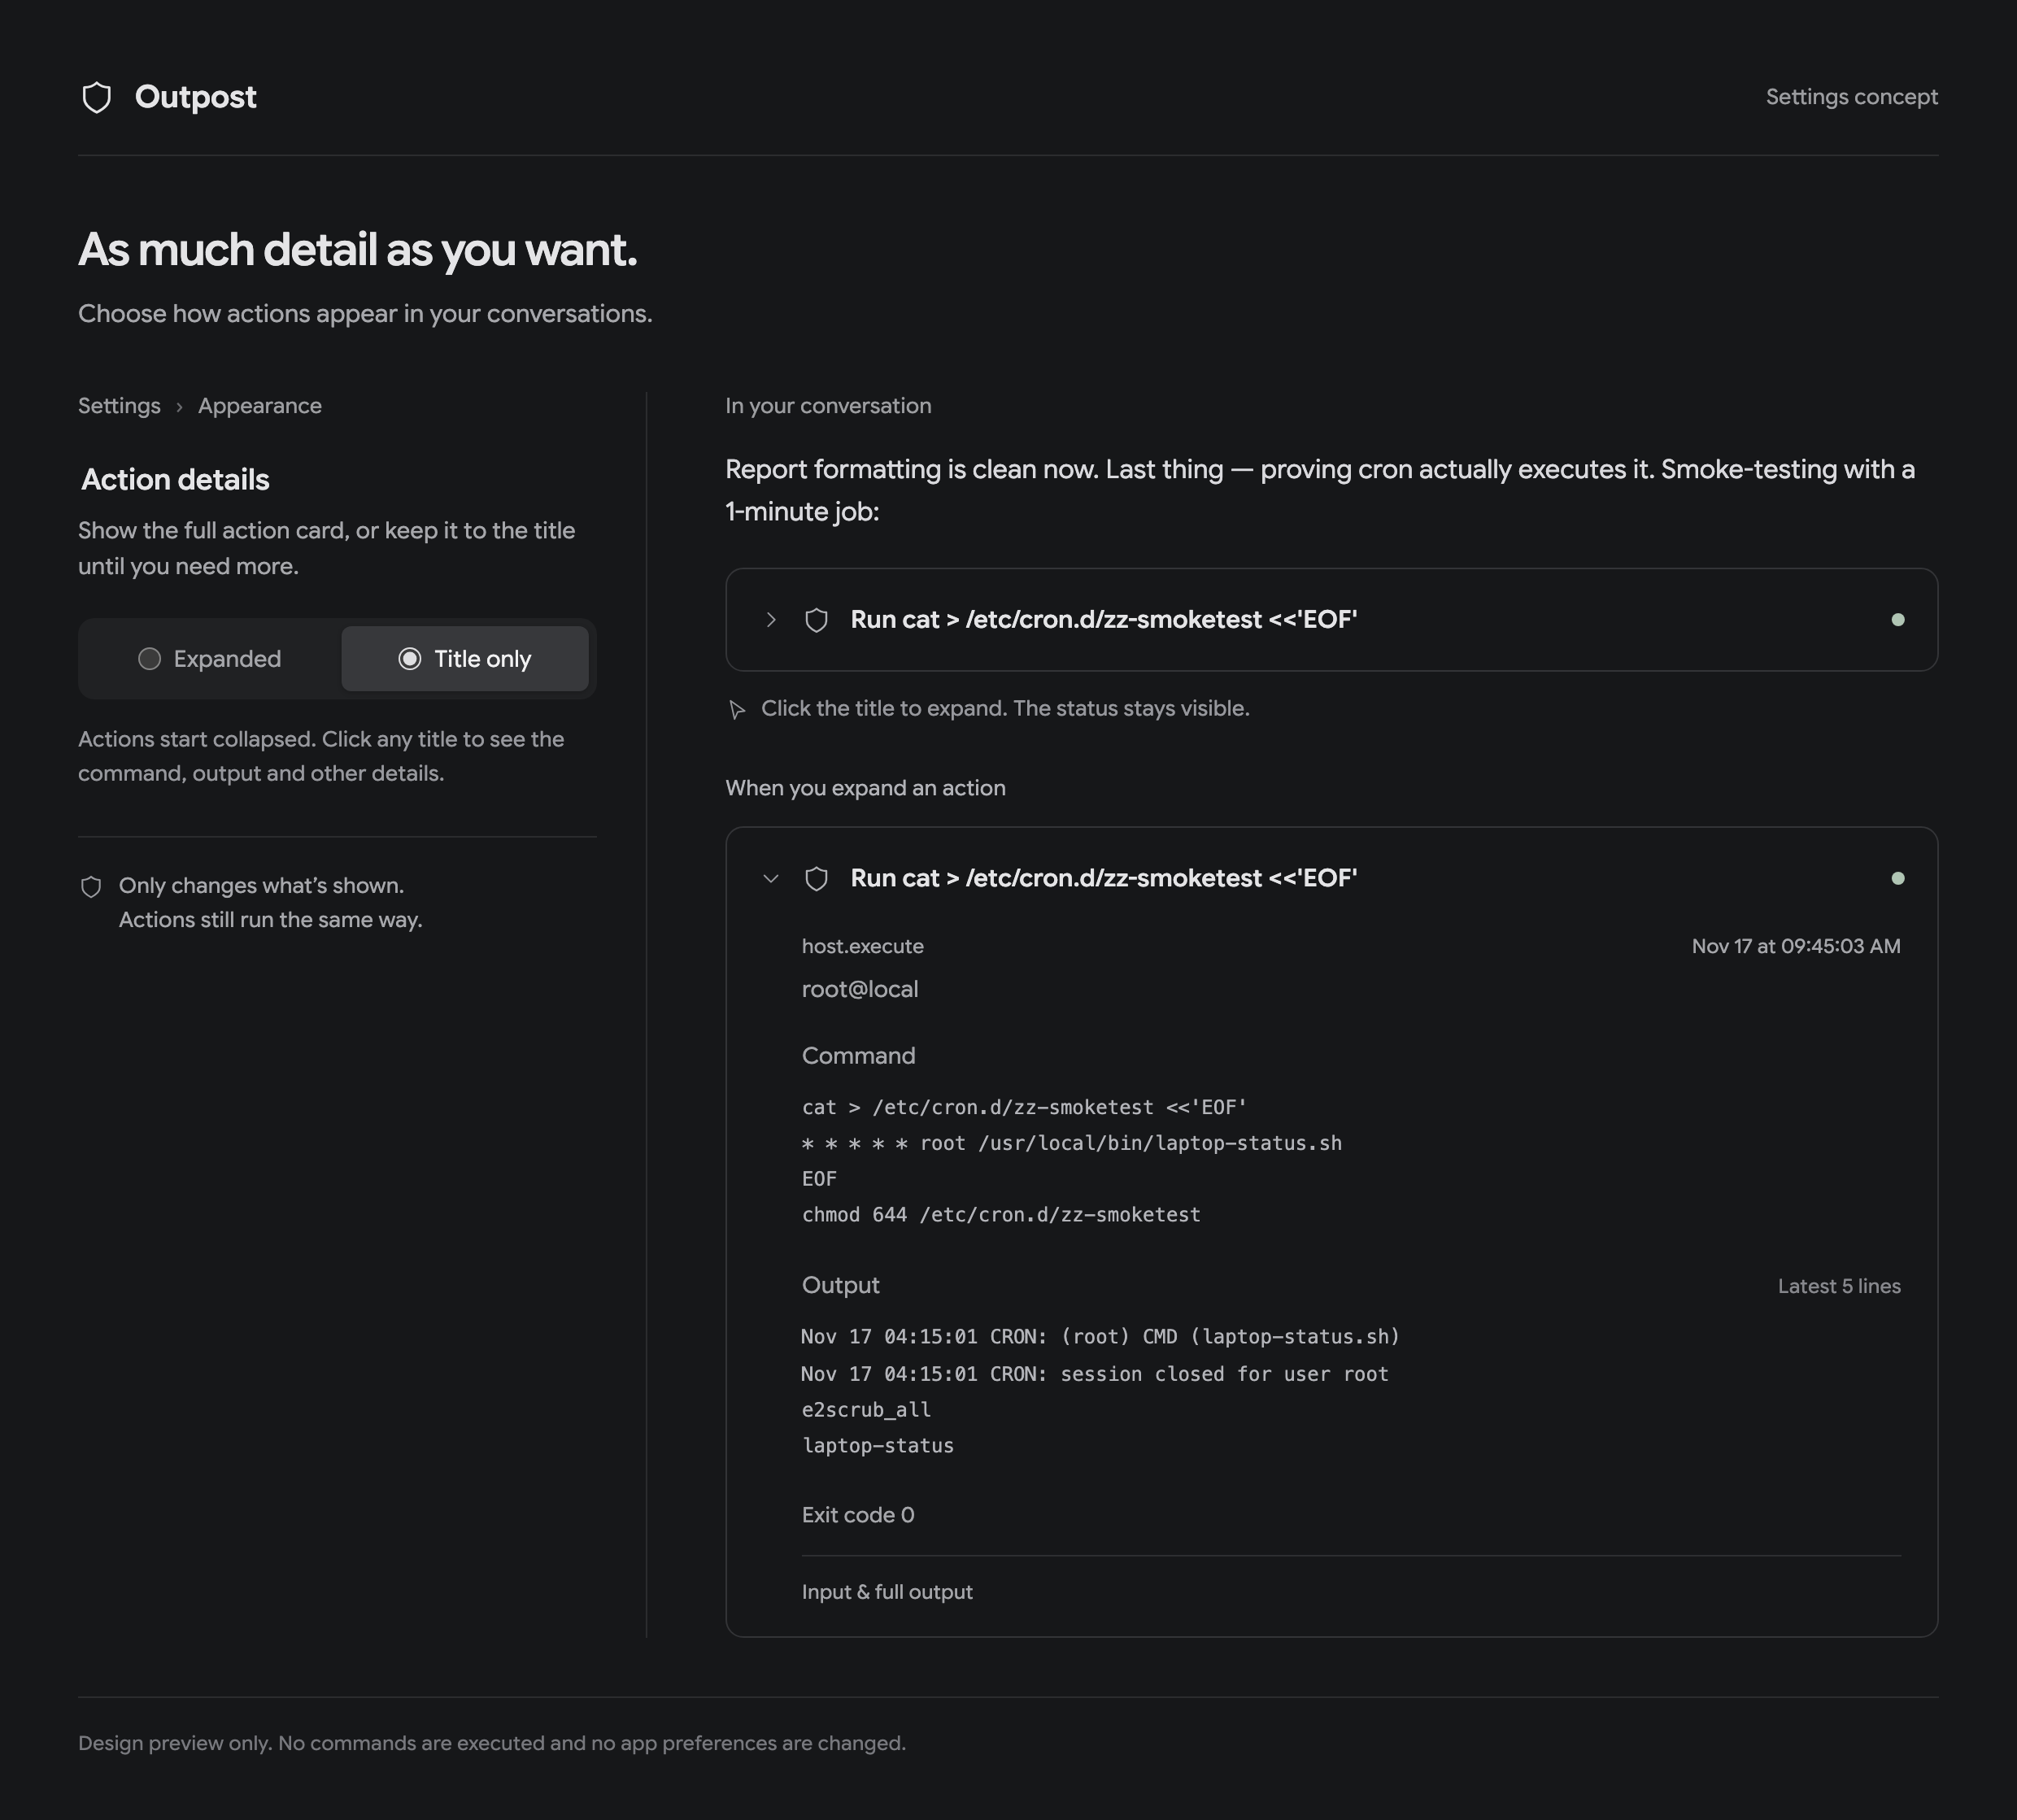 Outpost
Settings concept
As much detail as you want.
Choose how actions appear in your conversations.
Settings › Appearance
Action details
Show the full action card, or keep it to the title
until you need more.
Expanded
Title only
Actions start collapsed. Click any title to see the
command, output and other details.
Only changes what’s shown.
Actions still run the same way.
In your conversation
Report formatting is clean now. Last thing — proving cron actually executes it. Smoke-testing with a
1-minute job:
Run cat > /etc/cron.d/zz-smoketest <<'EOF'
Click the title to expand. The status stays visible.
When you expand an action
Run cat > /etc/cron.d/zz-smoketest <<'EOF'
host.execute
Nov 17 at 09:45:03 AM
root@local
Command
cat > /etc/cron.d/zz-smoketest <<'EOF'
* * * * * root /usr/local/bin/laptop-status.sh
EOF
chmod 644 /etc/cron.d/zz-smoketest
Output
Latest 5 lines
Nov 17 04:15:01 CRON: (root) CMD (laptop-status.sh)
Nov 17 04:15:01 CRON: session closed for user root
e2scrub_all
laptop-status
Exit code 0
Input & full output
Design preview only. No commands are executed and no app preferences are changed.